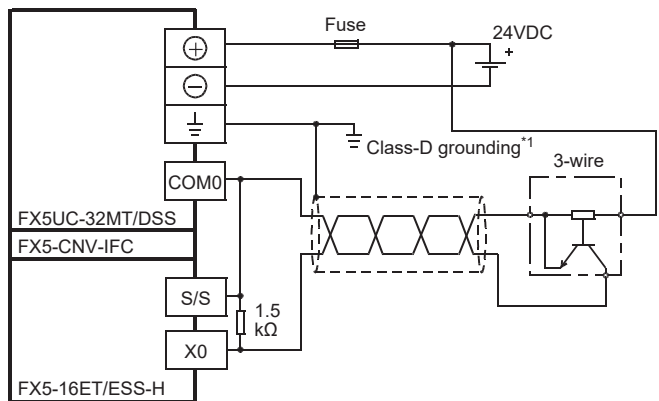 Fuse
24VDC
+
+
−
Class-D grounding*1
3-wire
COM0
FX5UC-32MT/DSS
FX5-CNV-IFC
S/S
1.5
kΩ
X0
FX5-16ET/ESS-H